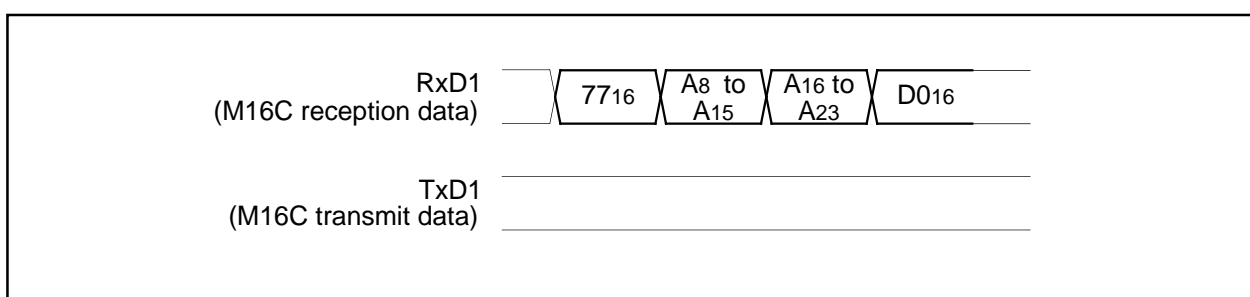 RxD1
(M16C reception data)
7716
A8 to
A15
A16 to
A23
D016
TxD1
(M16C transmit data)